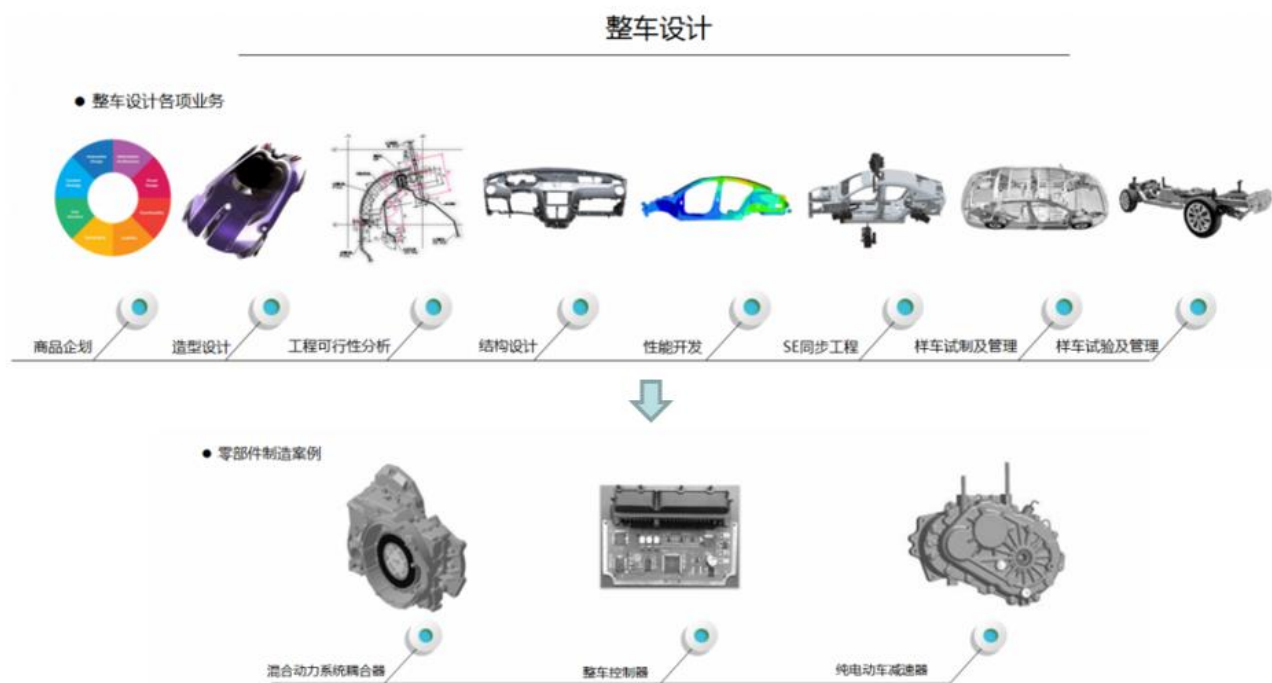 整车设计
● 整车设计各项业务
商品企划
造型设计
工程可行性分析
结构设计
性能开发
SE同步工程
样车试制及管理
样车试验及管理
● 零部件制造案例
混合动力系统耦合器
整车控制器
纯电动车减速器